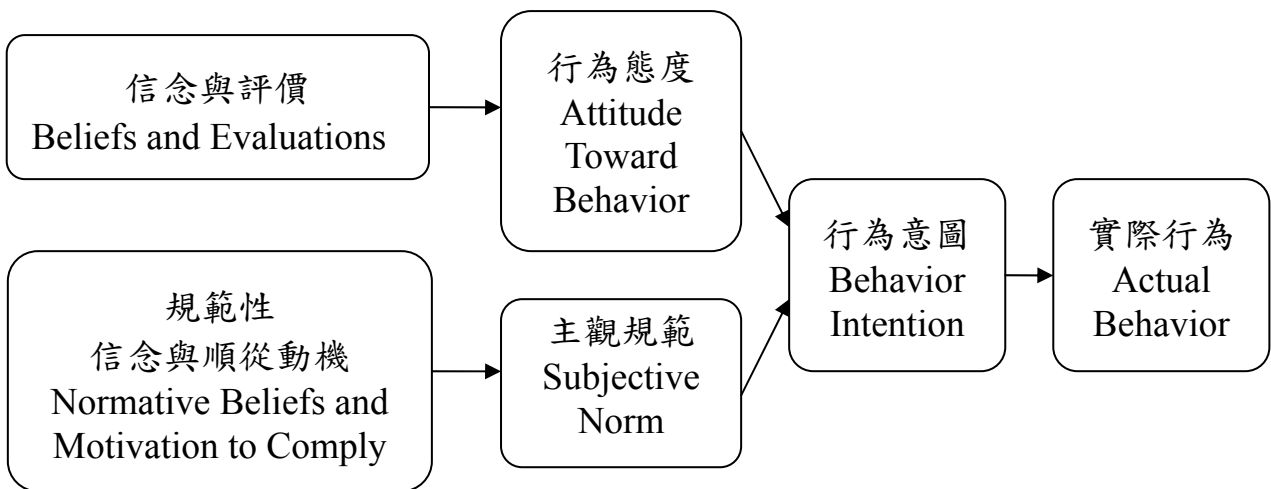 信念與評價
Beliefs and Evaluations
行為態度
Attitude
Toward
Behavior
規範性
信念與順從動機
Normative Beliefs and
Motivation to Comply
主觀規範
Subjective
Norm
行為意圖
Behavior
Intention
實際行為
Actual
Behavior